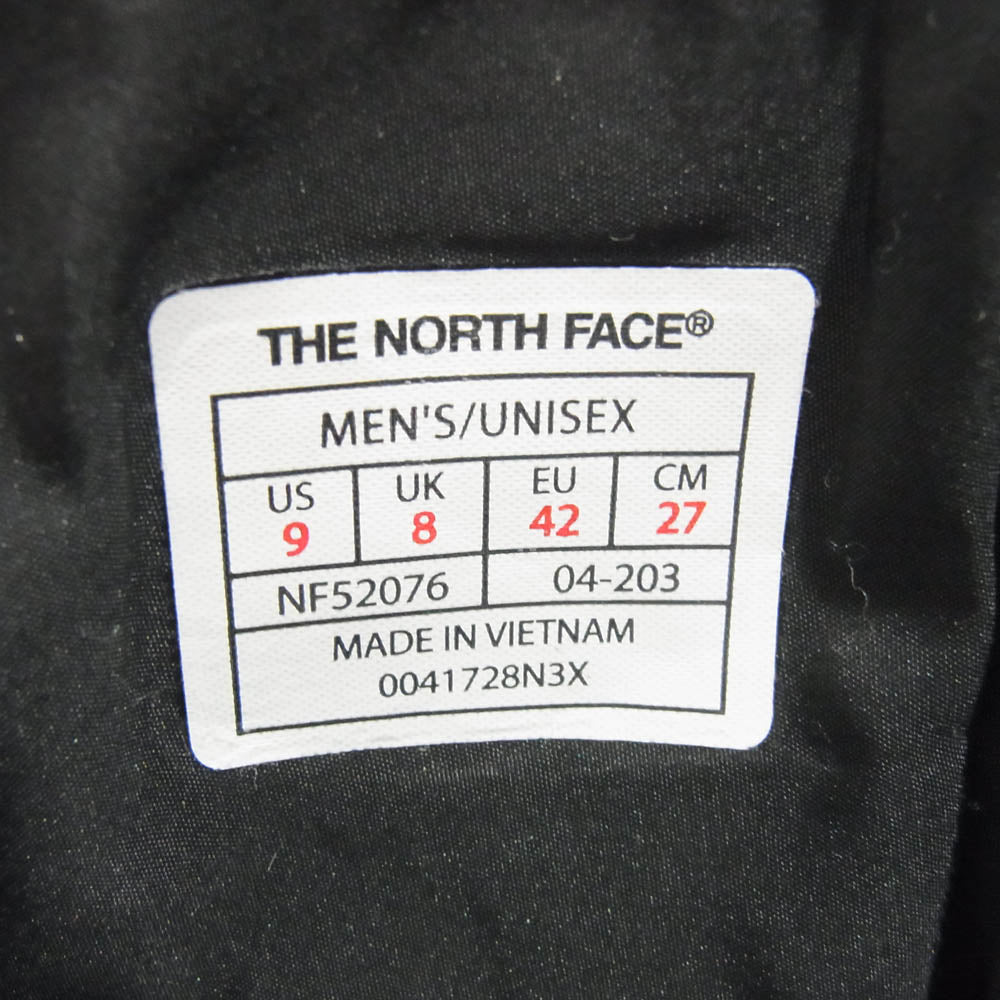 THE NORTH FACE®
MEN'S/UNISEX
US UK EU CM
9 8 42 27
NF52076 04-203
MADE IN VIETNAM
0041728N3X